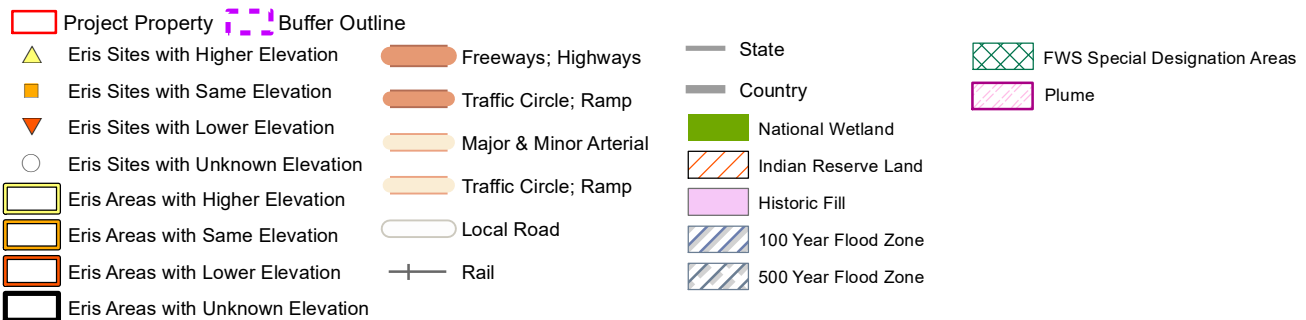 Project Property
Buffer Outline
Eris Sites with Higher Elevation
Eris Sites with Same Elevation
Eris Sites with Lower Elevation
Eris Sites with Unknown Elevation
Eris Areas with Higher Elevation
Eris Areas with Same Elevation
Eris Areas with Lower Elevation
Eris Areas with Unknown Elevation
Freeways; Highways
Traffic Circle; Ramp
Major & Minor Arterial
Traffic Circle; Ramp
Local Road
Rail
State
Country
National Wetland
Indian Reserve Land
Historic Fill
100 Year Flood Zone
500 Year Flood Zone
FWS Special Designation Areas
Plume